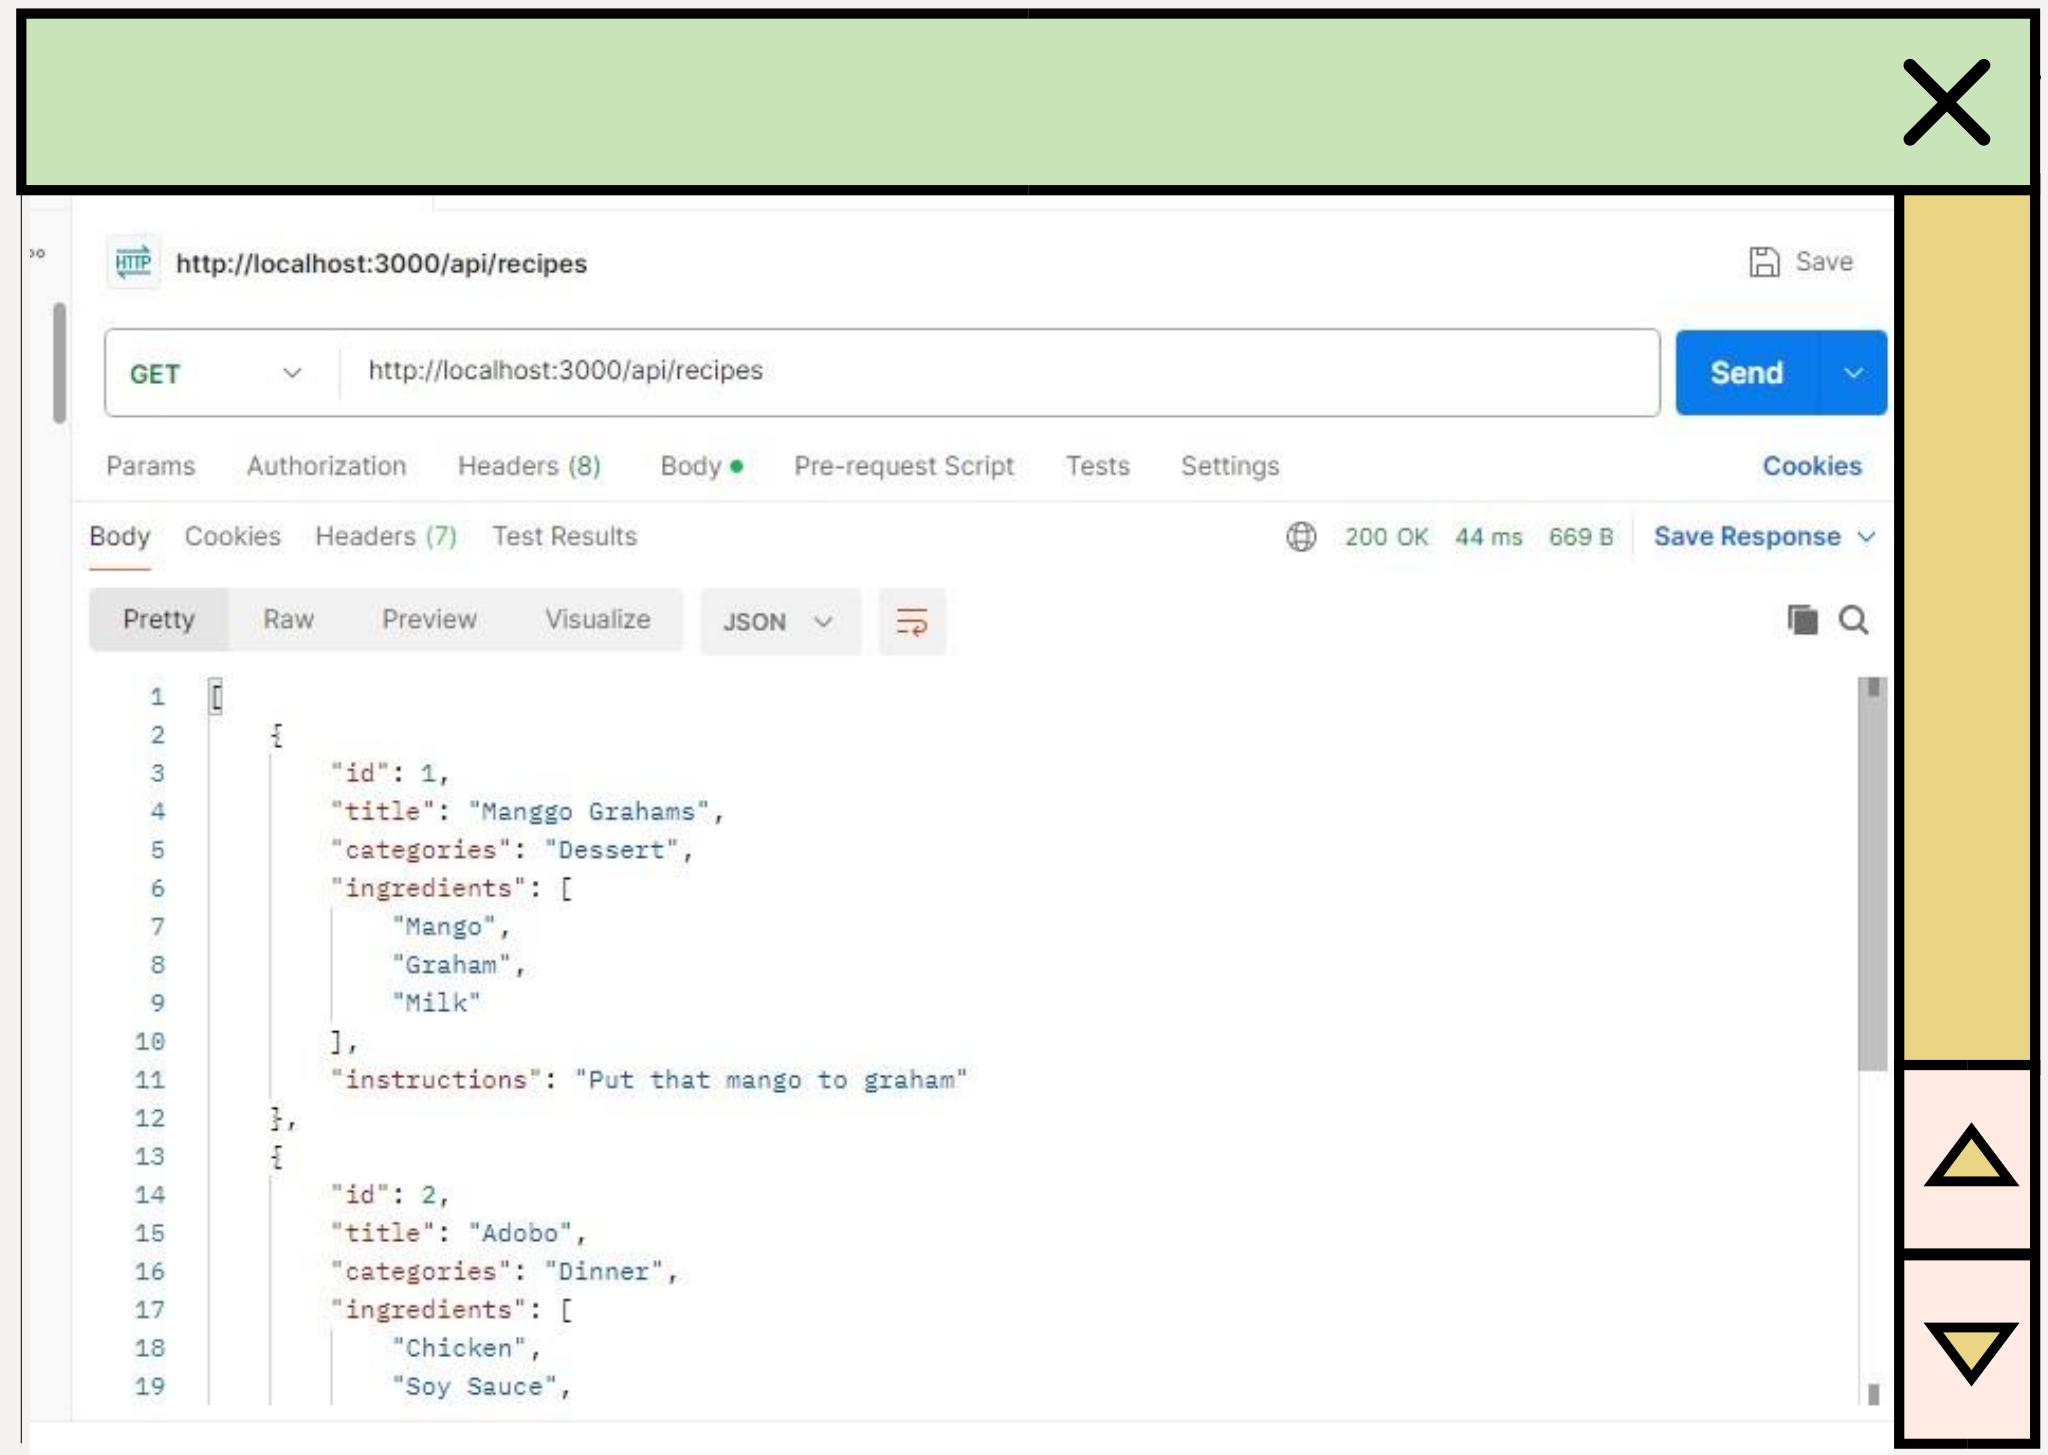 HTTP http://localhost:3000/api/recipes Save
GET http://localhost:3000/api/recipes Send
Params Authorization Headers (8) Body Pre-request Script Tests Settings Cookies
Body Cookies Headers (7) Test Results 200 OK 44 ms 669 B Save Response
Pretty Raw Preview Visualize JSON
1 [
2 {
3 "id": 1,
4 "title": "Manggo Grahams",
5 "categories": "Dessert",
6 "ingredients": [
7 "Mango",
8 "Graham",
9 "Milk"
10 ],
11 "instructions": "Put that mango to graham"
12 },
13 {
14 "id": 2,
15 "title": "Adobo",
16 "categories": "Dinner",
17 "ingredients": [
18 "Chicken",
19 "Soy Sauce",